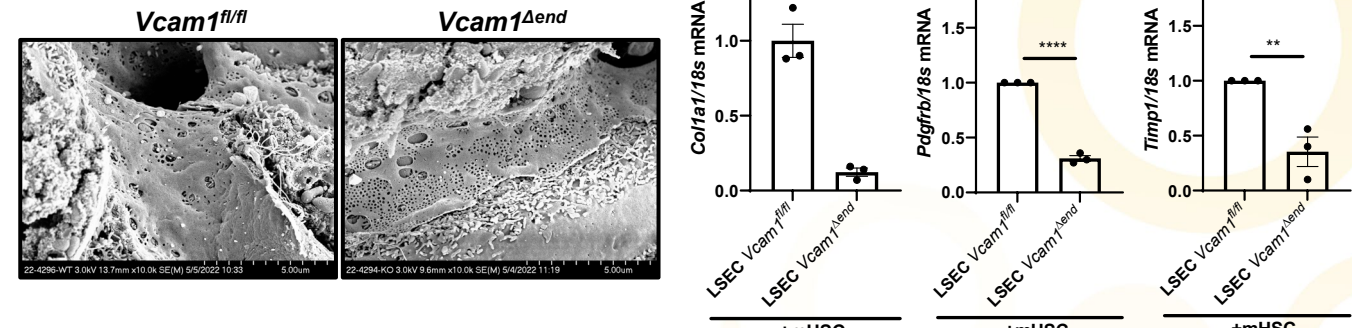 Vcam1fl/fl
Vcam1Δend
22-4296-WT 3.0kV 13.7mm x10.0k SE(M) 5/5/2022 10:33 5.00um
22-4294-KO 3.0kV 9.6mm x10.0k SE(M) 5/4/2022 11:19 5.00um
Col1a1/18s mRNA
1.0
0.5
0.0
LSEC Vcam1fl/fl
LSEC Vcam1Δend
Pdgfrb/18s mRNA
1.5
1.0
0.5
0.0
****
LSEC Vcam1fl/fl
LSEC Vcam1Δend
+mHSC
Timp1/18s mRNA
1.5
1.0
0.5
0.0
**
LSEC Vcam1fl/fl
LSEC Vcam1Δend
+mHSC